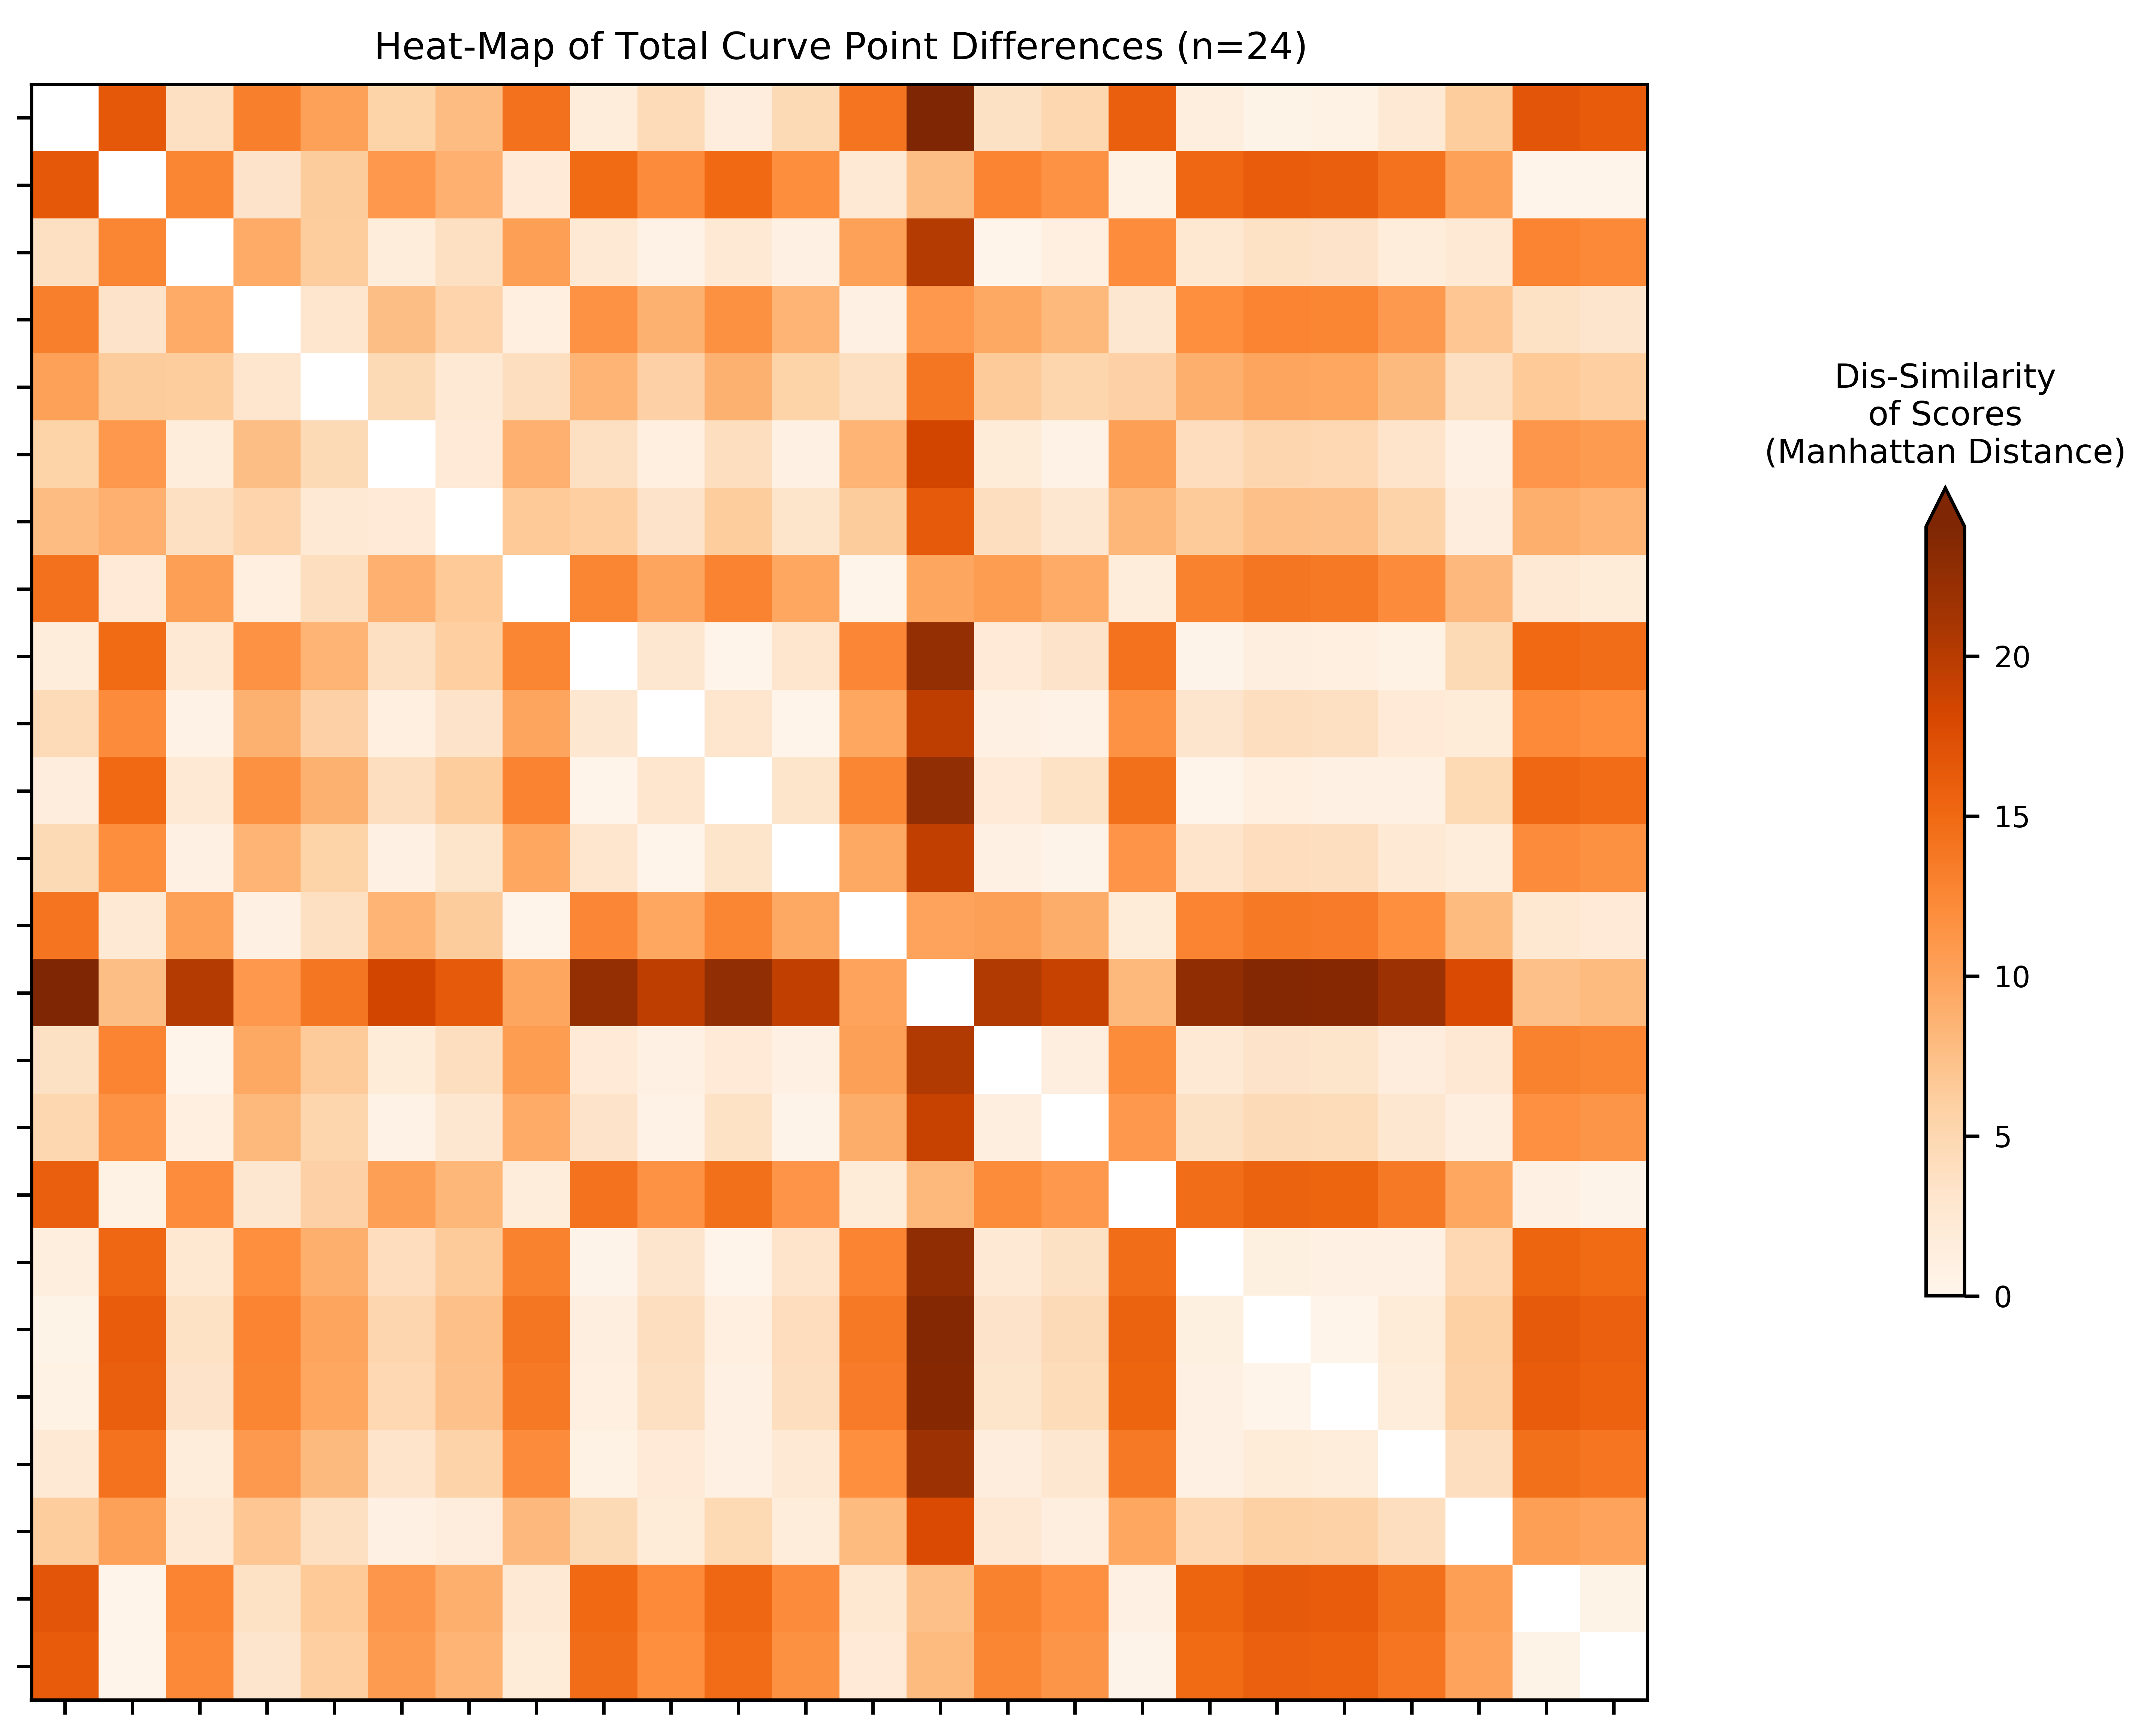 Heat-Map of Total Curve Point Differences (n=24)
Dis-Similarity
of Scores
(Manhattan Distance)
20
15
10
5
0